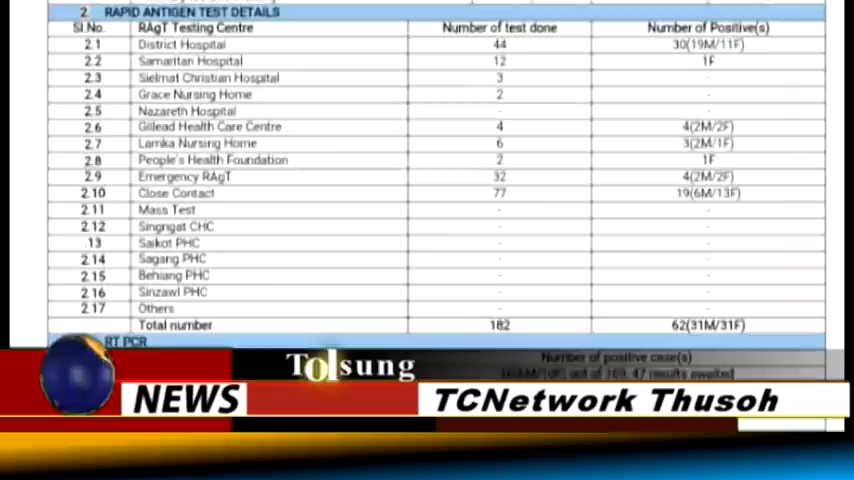 2. RAPID ANTIGEN TEST DETAILS
Sl.No. RAgT Testing Centre Number of test done Number of Positive(s)
2.1 District Hospital 44 30(19M/11F)
2.2 Samaritan Hospital 12 1F
2.3 Sielmat Christian Hospital 3 -
2.4 Grace Nursing Home 2 -
2.5 Nazareth Hospital - -
2.6 Gilead Health Care Centre 4 4(2M/2F)
2.7 Lamka Nursing Home 6 3(2M/1F)
2.8 People's Health Foundation 2 1F
2.9 Emergency RAgT 32 4(2M/2F)
2.10 Close Contact 77 19(6M/13F)
2.11 Mass Test - -
2.12 Singngat CHC - -
.13 Saikot PHC - -
2.14 Sagang PHC - -
2.15 Behiang PHC - -
2.16 Sinzawl PHC - -
2.17 Others - -
Total number 182 62(31M/31F)
RT PCR
Number of positive case(s)
out of 169, 47 results awaited
Tolsung
NEWS TCNetwork Thusoh